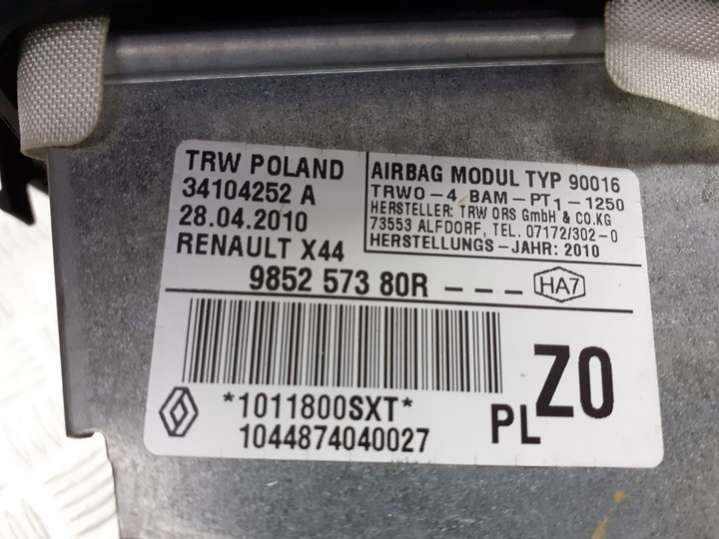 TRW POLAND
34104252 A
28.04.2010
RENAULT X44
AIRBAG MODUL TYP 90016
TRWO-4 BAM-PT1-1250
HERSTELLER: TRW ORS GmbH & CO.KG
73553 ALFDORF, TEL. 07172/302-0
HERSTELLUNGS-JAHR: 2010
9852 573 80R --- HA7
*1011800SXT*
1044874040027
PL Z0